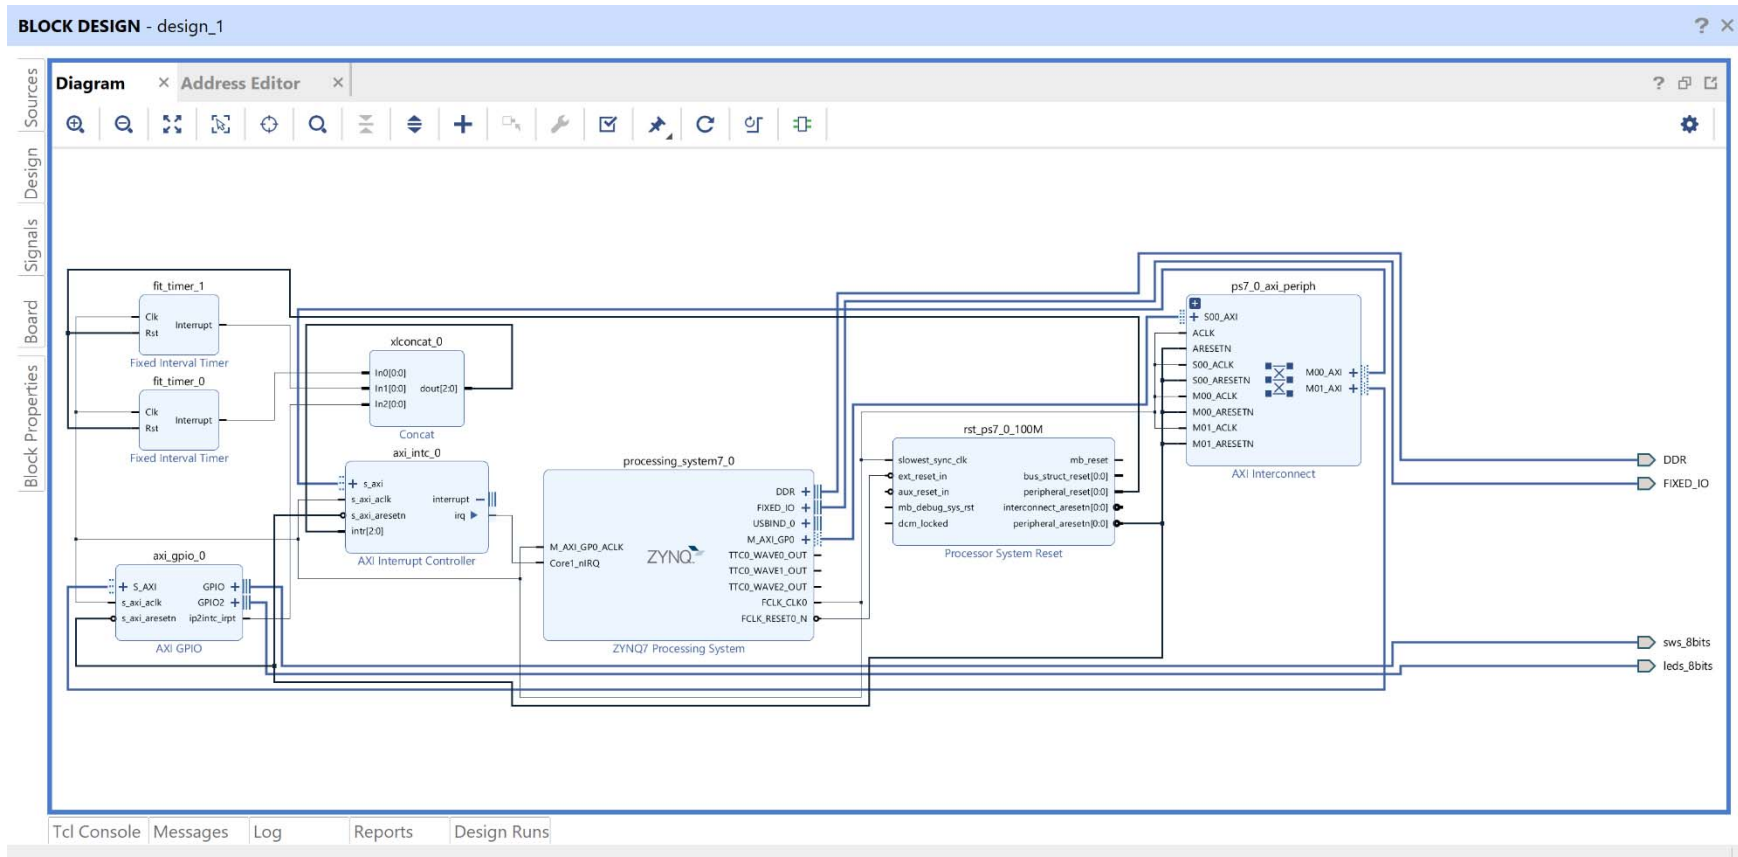 BLOCK DESIGN - design_1
? ×
Sources
Design
Signals
Board
Block Properties
Diagram × Address Editor ×
?
fit_timer_1
Clk
Rst
Interrupt
Fixed Interval Timer
fit_timer_0
Clk
Rst
Interrupt
Fixed Interval Timer
xlconcat_0
In0[0:0]
In1[0:0]
In2[0:0]
dout[2:0]
Concat
axi_intc_0
s_axi
s_axi_aclk
s_axi_aresetn
intr[2:0]
interrupt
irq
AXI Interrupt Controller
axi_gpio_0
S_AXI
s_axi_aclk
s_axi_aresetn
GPIO
GPIO2
ip2intc_irpt
AXI GPIO
processing_system7_0
M_AXI_GP0_ACLK
Core1_nIRQ
ZYNQ
DDR
FIXED_IO
USBIND_0
M_AXI_GP0
TTC0_WAVE0_OUT
TTC0_WAVE1_OUT
TTC0_WAVE2_OUT
FCLK_CLK0
FCLK_RESET0_N
ZYNQ7 Processing System
rst_ps7_0_100M
slowest_sync_clk
ext_reset_in
aux_reset_in
mb_debug_sys_rst
dcm_locked
mb_reset
bus_struct_reset[0:0]
peripheral_reset[0:0]
interconnect_aresetn[0:0]
peripheral_aresetn[0:0]
Processor System Reset
ps7_0_axi_periph
S00_AXI
ACLK
ARESETN
S00_ACLK
S00_ARESETN
M00_ACLK
M00_ARESETN
M01_ACLK
M01_ARESETN
M00_AXI
M01_AXI
AXI Interconnect
DDR
FIXED_IO
sws_8bits
leds_8bits
Tcl Console Messages Log Reports Design Runs